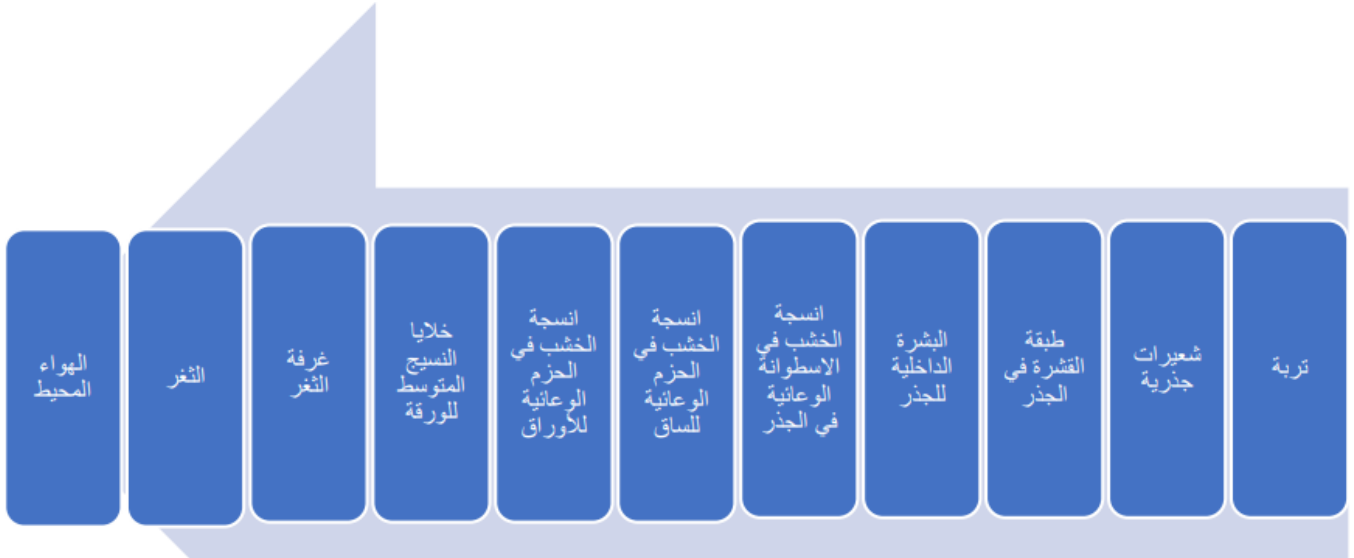 تربة
شعيرات
جذرية
طبقة
القشرة في
الجذر
البشرة
الداخلية
للجذر
انسجة
الخشب في
الاسطوانة
الوعائية
في الجذر
انسجة
الخشب في
الحزم
الوعائية
للساق
انسجة
الخشب في
الحزم
الوعائية
للأوراق
خلايا
النسيج
المتوسط
للورقة
غرفة
الثغر
الثغر
الهواء
المحيط